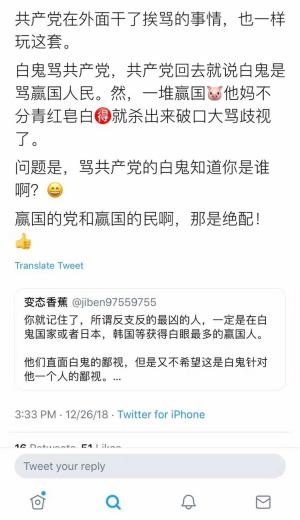 共产党在外面干了挨骂的事情，也一样
玩这套。
白鬼骂共产党，共产党回去就说白鬼是
骂赢国人民。然，一堆赢国🐷他妈不
分青红皂白🉐就杀出来破口大骂歧视
了。
问题是，骂共产党的白鬼知道你是谁
啊？😄
赢国的党和赢国的民啊，那是绝配！
👍
Translate Tweet
变态香蕉 @jiben97559755
你就记住了，所谓反支反的最凶的人，一定是在白
鬼国家或者日本，韩国等获得白眼最多的赢国人。
他们直面白鬼的鄙视，但是又不希望这是白鬼针对
他一个人的鄙视。...
3:33 PM · 12/26/18 · Twitter for iPhone
16 Retweets 51 Likes
Tweet your reply